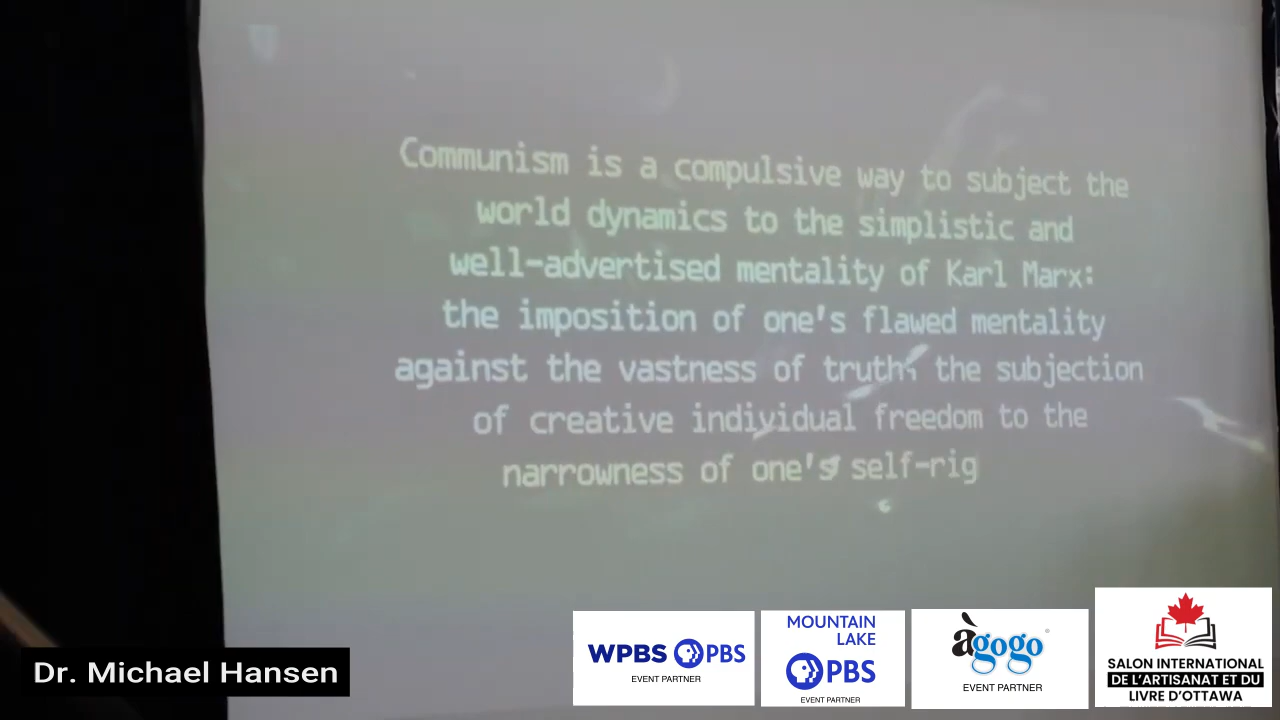 Communism is a compulsive way to subject the
world dynamics to the simplistic and
well-advertised mentality of Karl Marx:
the imposition of one's flawed mentality
against the vastness of truth, the subjection
of creative individual freedom to the
narrowness of one's self-rig
Dr. Michael Hansen
WPBS PBS
EVENT PARTNER
MOUNTAIN
LAKE
PBS
EVENT PARTNER
àgogo
EVENT PARTNER
SALON INTERNATIONAL
DE L'ARTISANAT ET DU
LIVRE D'OTTAWA